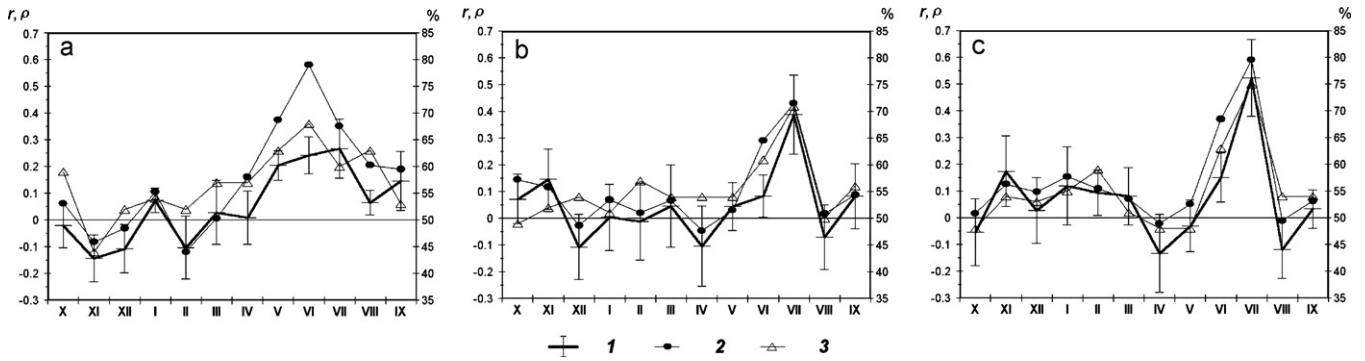 r, ρ % r, ρ % r, ρ %
a b c
0.7 85 0.7 85 0.7 85
0.6 80 0.6 80 0.6 80
0.5 75 0.5 75 0.5 75
0.4 70 0.4 70 0.4 70
0.3 65 0.3 65 0.3 65
0.2 60 0.2 60 0.2 60
0.1 55 0.1 55 0.1 55
0 50 0 50 0 50
-0.1 45 -0.1 45 0.1 45
-0.2 40 -0.2 40 0.2 40
-0.3 35 -0.3 35 -0.3 35
X XI XII I II III IV V VI VII VIII IX X XI XII I II III IV V VI VII VIII IX X XI XII I II III IV V VI VII VIII IX
1 2 3